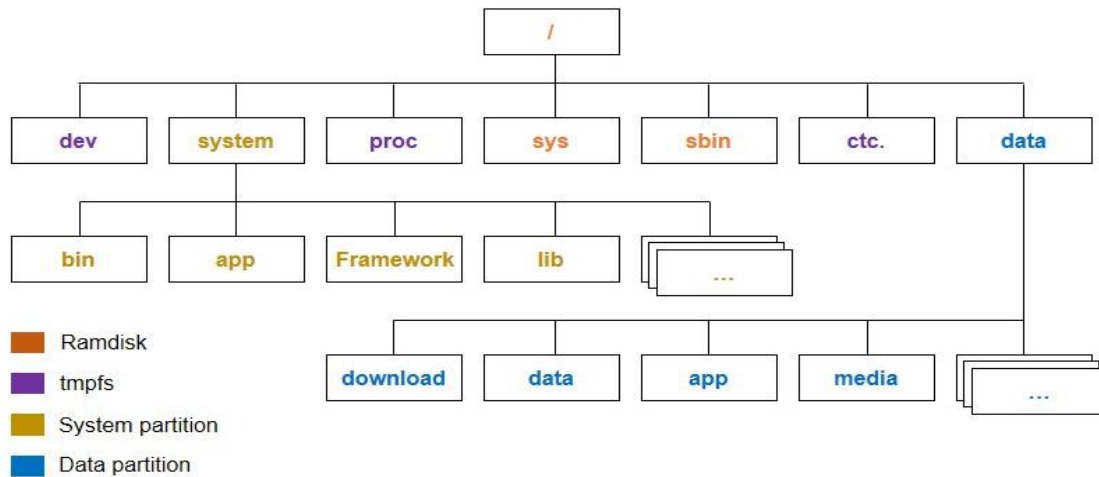 /
dev system proc sys sbin ctc. data
bin app Framework lib ...
Ramdisk
tmpfs
System partition
Data partition
download data app media ...